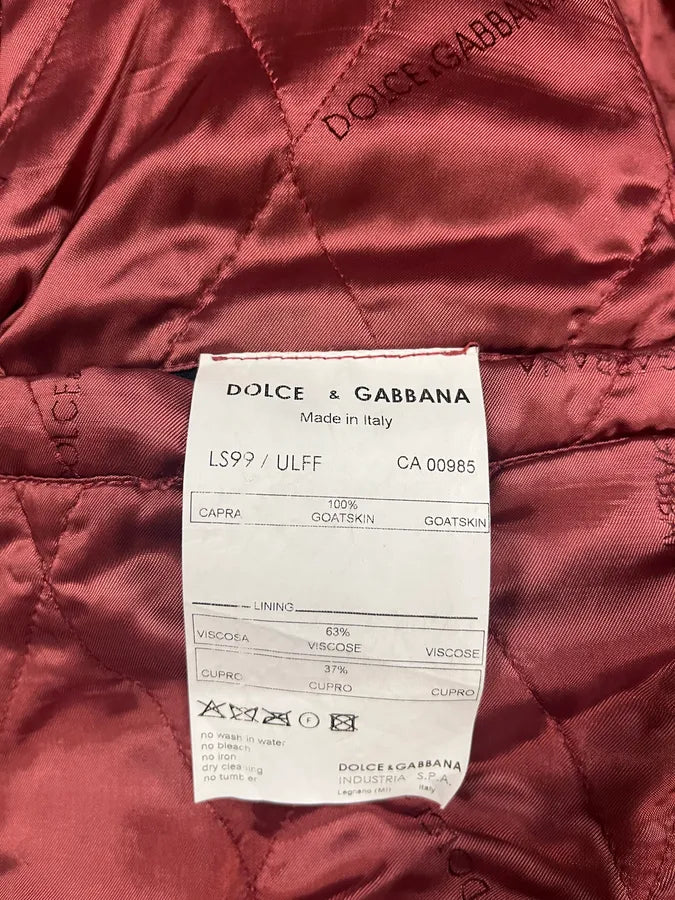 DOLCE & GABBANA
DOLCE
GABBANA
DOLCE & GABBANA
Made in Italy
LS99 / ULFF CA 00985
100%
CAPRA GOATSKIN GOATSKIN
LINING
63%
VISCOSA VISCOSE VISCOSE
37%
CUPRO CUPRO CUPRO
F
no wash in water
no bleach
no iron
dry cleaning
no tumber
DOLCE & GABBANA
INDUSTRIA S.P.A.
Legnano (MI) Italy